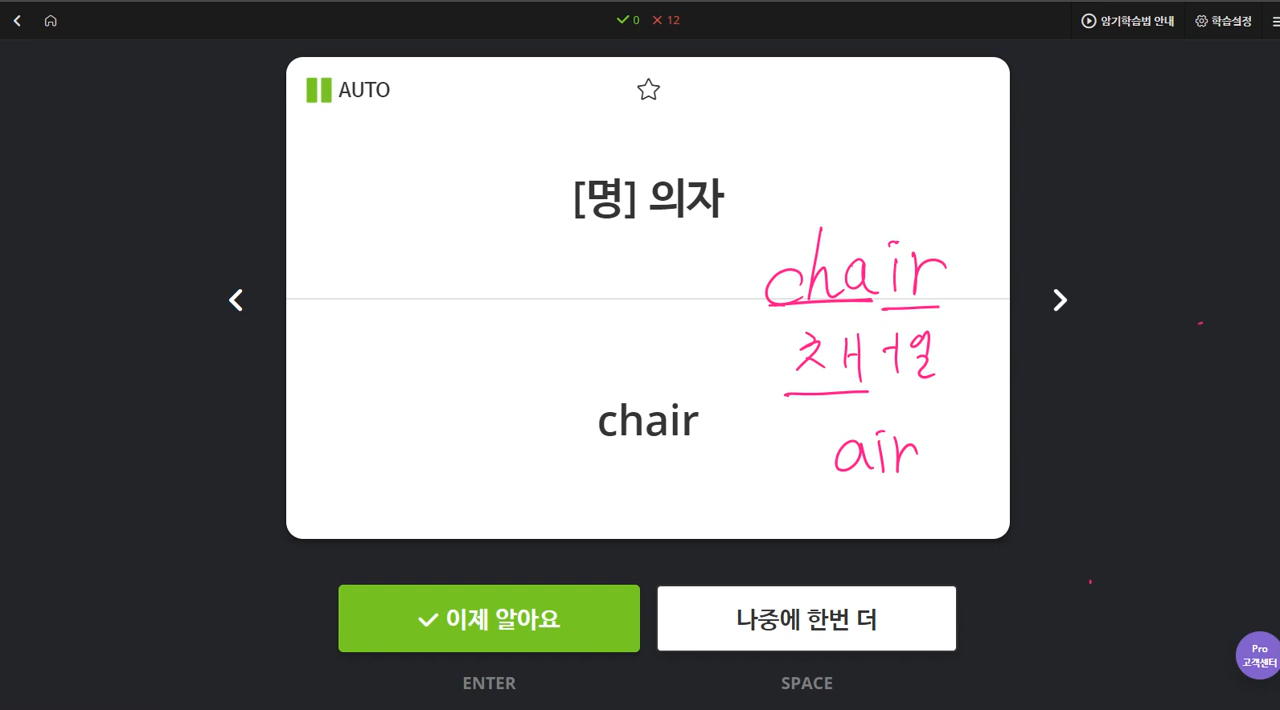 0 12 암기학습법 안내 학습설정
AUTO
[명] 의자
chair
채얼
chair
air
이제 알아요 나중에 한번 더
ENTER SPACE
Pro
고객센터